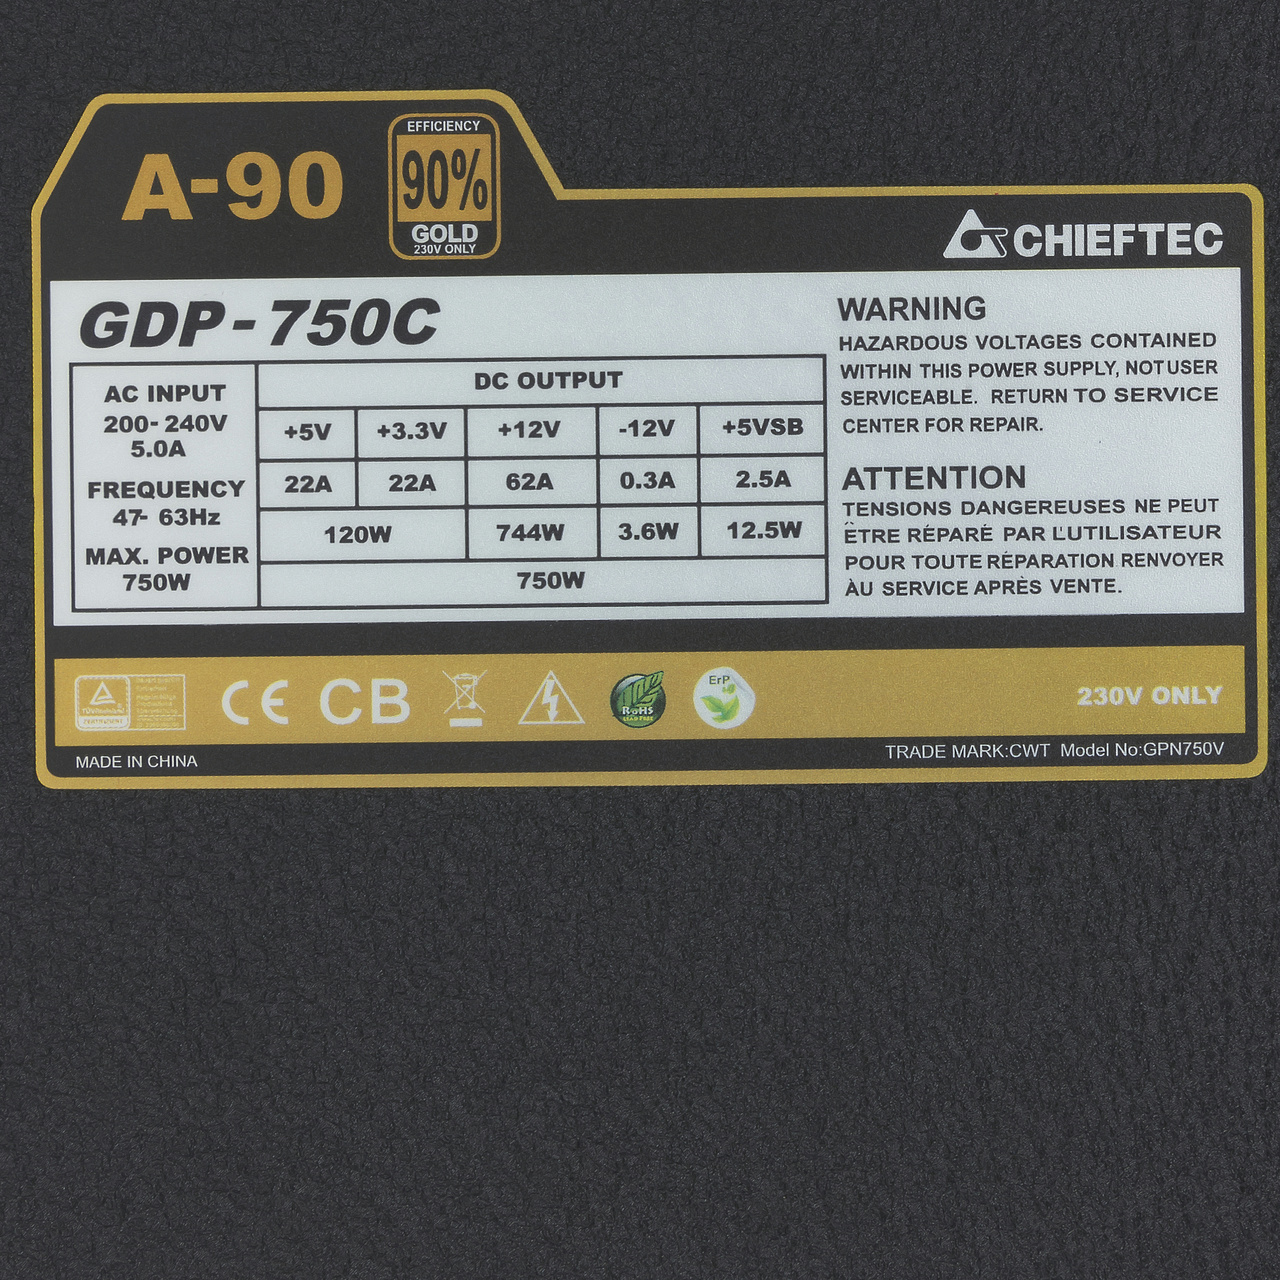 A-90
EFFICIENCY
90%
GOLD
230V ONLY
CHIEFTEC
GDP-750C
AC INPUT
200-240V
5.0A
FREQUENCY
47-63Hz
MAX. POWER
750W
DC OUTPUT
+5V +3.3V +12V -12V +5VSB
22A 22A 62A 0.3A 2.5A
120W 744W 3.6W 12.5W
750W
WARNING
HAZARDOUS VOLTAGES CONTAINED
WITHIN THIS POWER SUPPLY, NOT USER
SERVICEABLE. RETURN TO SERVICE
CENTER FOR REPAIR.
ATTENTION
TENSIONS DANGEREUSES NE PEUT
ËTRE RÉPARÉ PAR L'UTILISATEUR
POUR TOUTE RÉPARATION RENVOYER
ÀU SERVICE APRÈS VENTE.
CE CB
RoHS
LEAD FREE
ErP
230V ONLY
MADE IN CHINA
TRADE MARK:CWT Model No:GPN750V